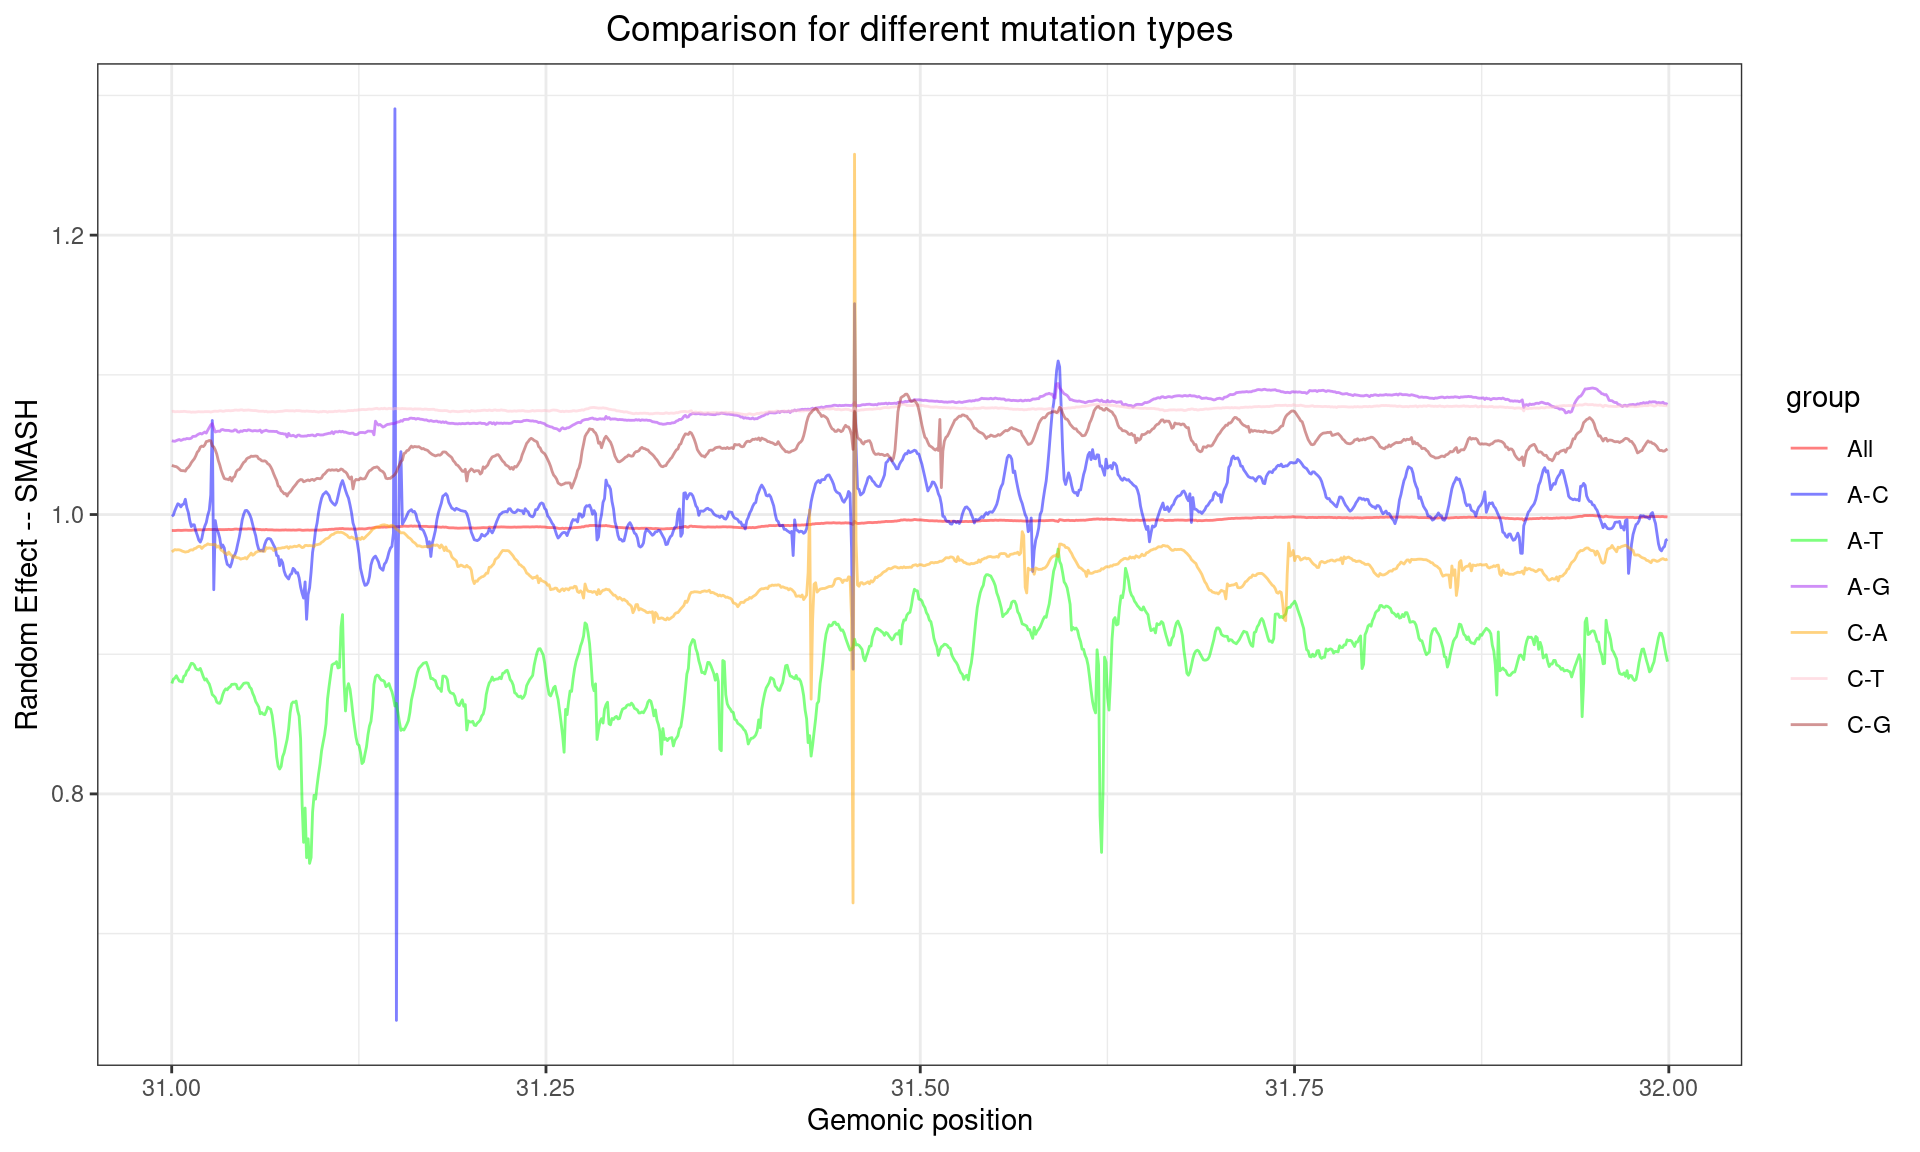 Comparison for different mutation types
Random Effect -- SMASH
1.2
1.0
0.8
31.00
31.25
31.50
31.75
32.00
Gemonic position
group
All
A-C
A-T
A-G
C-A
C-T
C-G